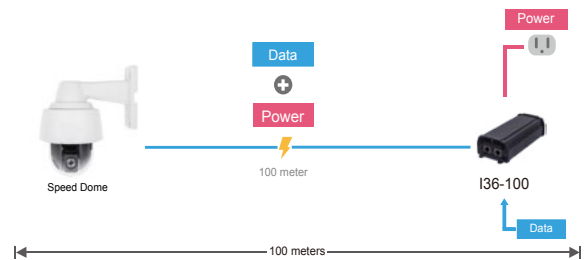 Power
Data
Power
100 meter
Speed Dome
I36-100
Data
100 meters